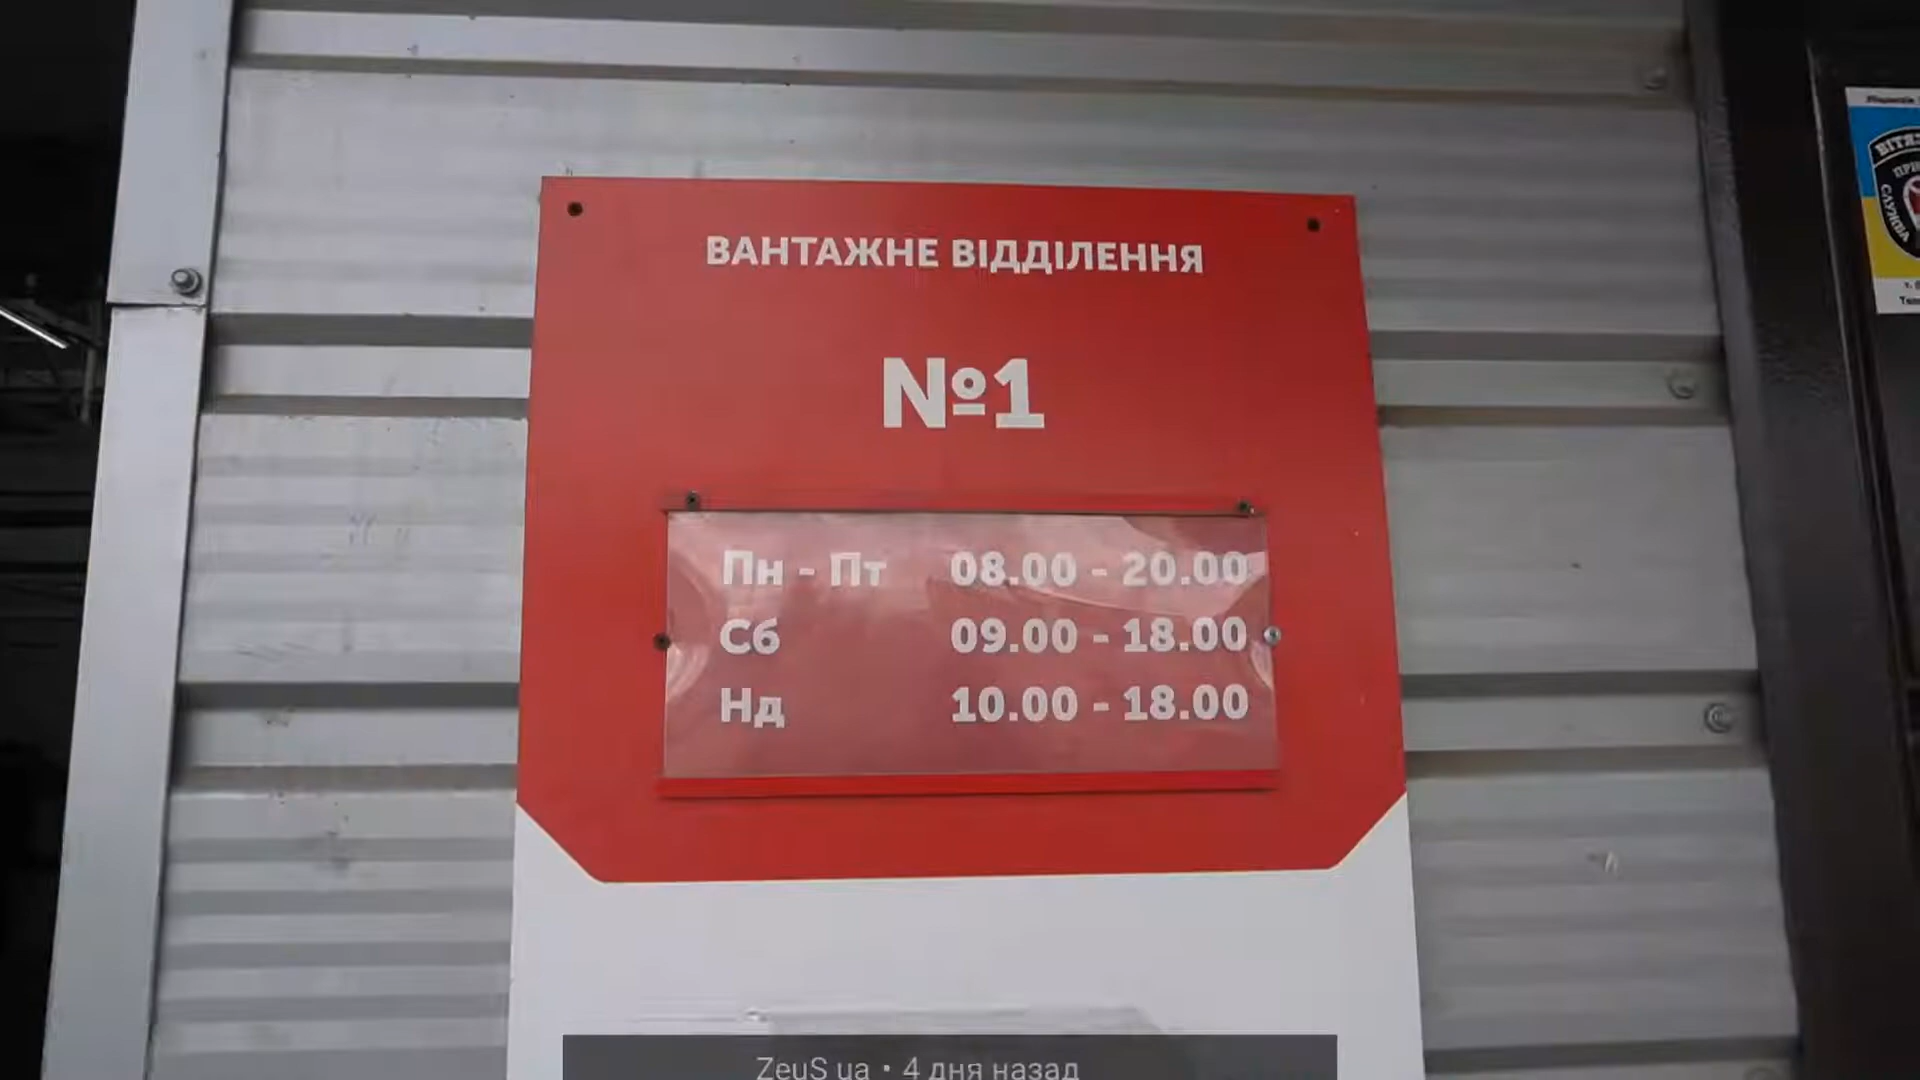 ВАНТАЖНЕ ВІДДІЛЕННЯ
№1
Пн - Пт 08.00 - 20.00
Сб 09.00 - 18.00
Нд 10.00 - 18.00
СЛУЖБА
ZeuS ua • 4 дня назад